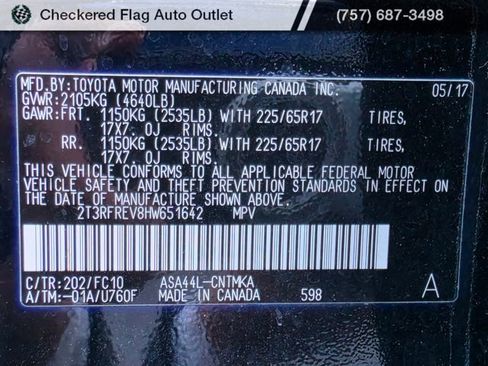 Checkered Flag Auto Outlet (757) 687-3498
MFD.BY:TOYOTA MOTOR MANUFACTURING CANADA INC. 05/17
GVWR:2105KG (4640LB)
GAWR:FRT. 1150KG (2535LB) WITH 225/65R17 TIRES,
17X7. 0J RIMS.
RR. 1150KG (2535LB) WITH 225/65R17 TIRES,
17X7. 0J RIMS.
THIS VEHICLE CONFORMS TO ALL APPLICABLE FEDERAL MOTOR
VEHICLE SAFETY AND THEFT PREVENTION STANDARDS IN EFFECT ON
THE DATE OF MANUFACTURE SHOWN ABOVE.
2T3RFREV8HW651642 MPV
C/TR:202/FC10 ASA44L-CNTMKA
A/TM:-01A/U760F MADE IN CANADA 598 A